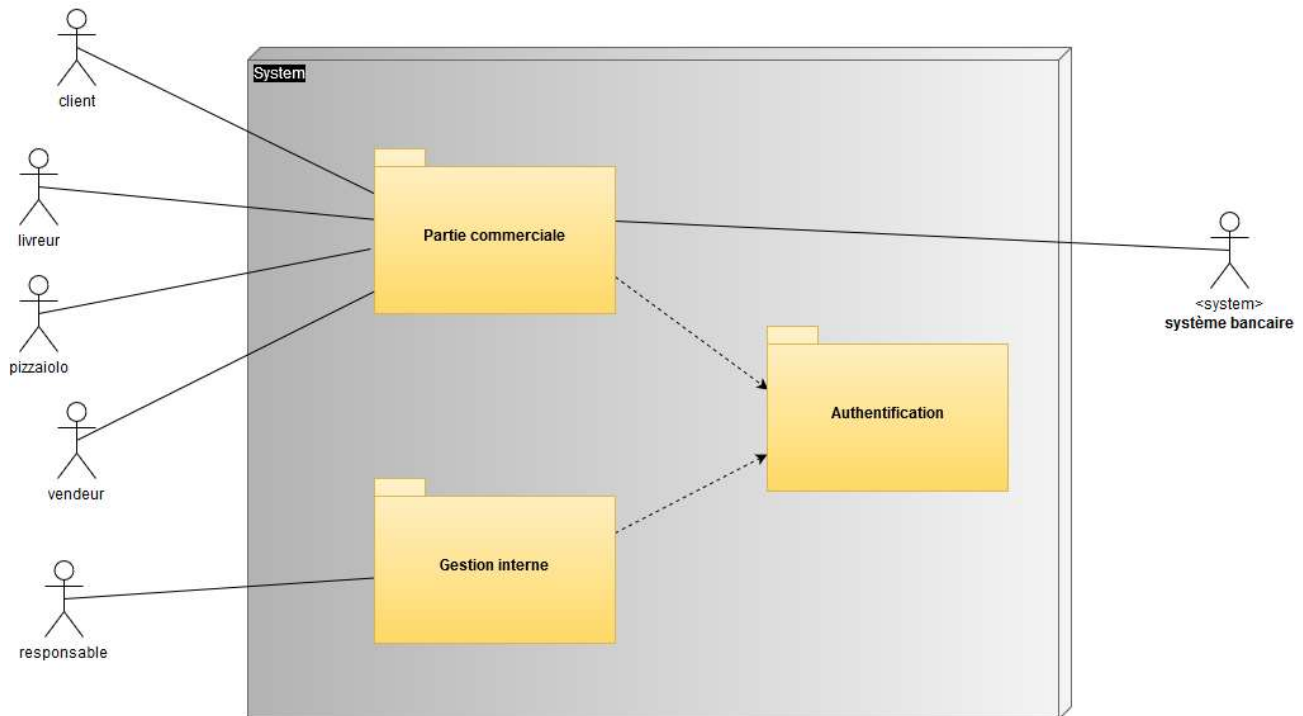 client
System
livreur
Partie commerciale
pizzaiolo
<system>
système bancaire
Authentification
vendeur
Gestion interne
responsable